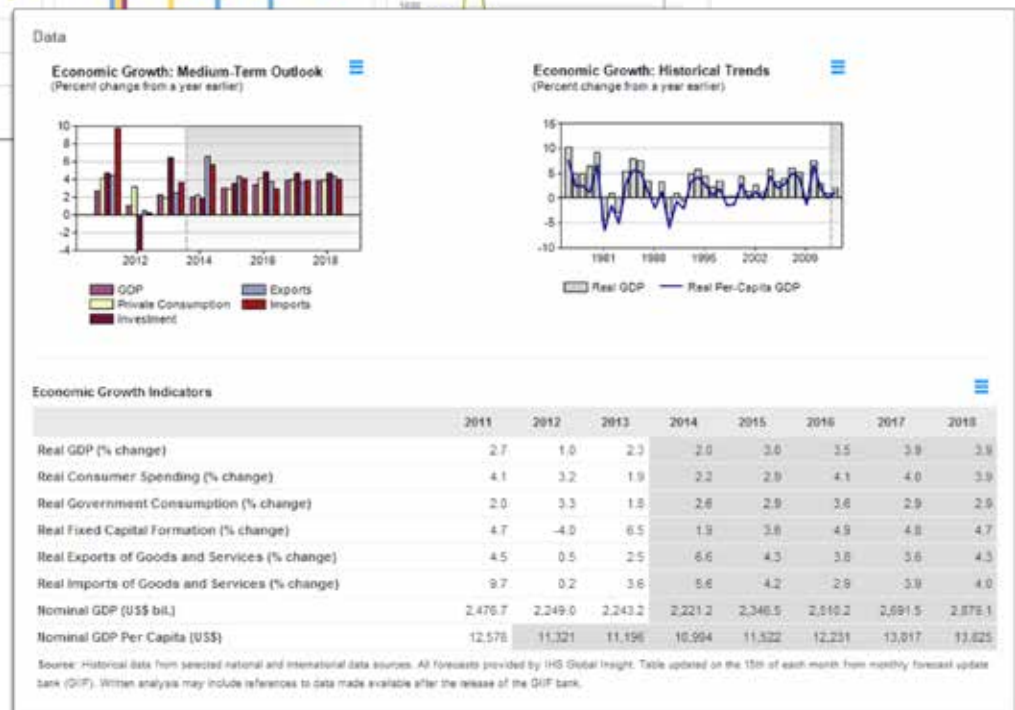 1000
Data
Economic Growth: Medium-Term Outlook
(Percent change from a year earlier)
10
8
6
4
2
0
-2
-4
2012 2014 2016 2018
GDP Exports
Private Consumption Imports
Investment
Economic Growth: Historical Trends
(Percent change from a year earlier)
15
10
5
0
-5
-10
1981 1988 1995 2002 2009
Real GDP Real Per-Capita GDP
Economic Growth Indicators
2011 2012 2013 2014 2015 2016 2017 2018
Real GDP (% change) 2.7 1.0 2.3 2.0 3.5 3.9 3.9
Real Consumer Spending (% change) 4.1 3.2 1.9 2.2 2.9 4.1 4.0 3.9
Real Government Consumption (% change) 2.0 3.3 2.6 2.9 3.6 2.9 2.9
Real Fixed Capital Formation (% change) 4.7 -4.0 6.5 1.9 4.9 4.8 4.7
Real Exports of Goods and Services (% change) 4.5 0.5 2.5 6.6 4.3 3.8 3.6 4.3
Real Imports of Goods and Services (% change) 9.7 0.2 3.6 5.6 4.2 2.9 3.9 4.0
Nominal GDP (US$ bil.) 2,476.7 2,249.0 2,243.2 2,221.2 2,346.5 2,510.2 2,691.5 2,876.1
Nominal GDP Per Capita (US$) 12,576 11,321 11,196 10,994 11,522 12,231 13,017 13,825
Source: Historical data from selected national and international data sources. All forecasts provided by IHS Global Insight. Table updated on the 15th of each month from monthly forecast update
bank (GIIF). Written analysis may include references to data made available after the release of the GIIF bank.